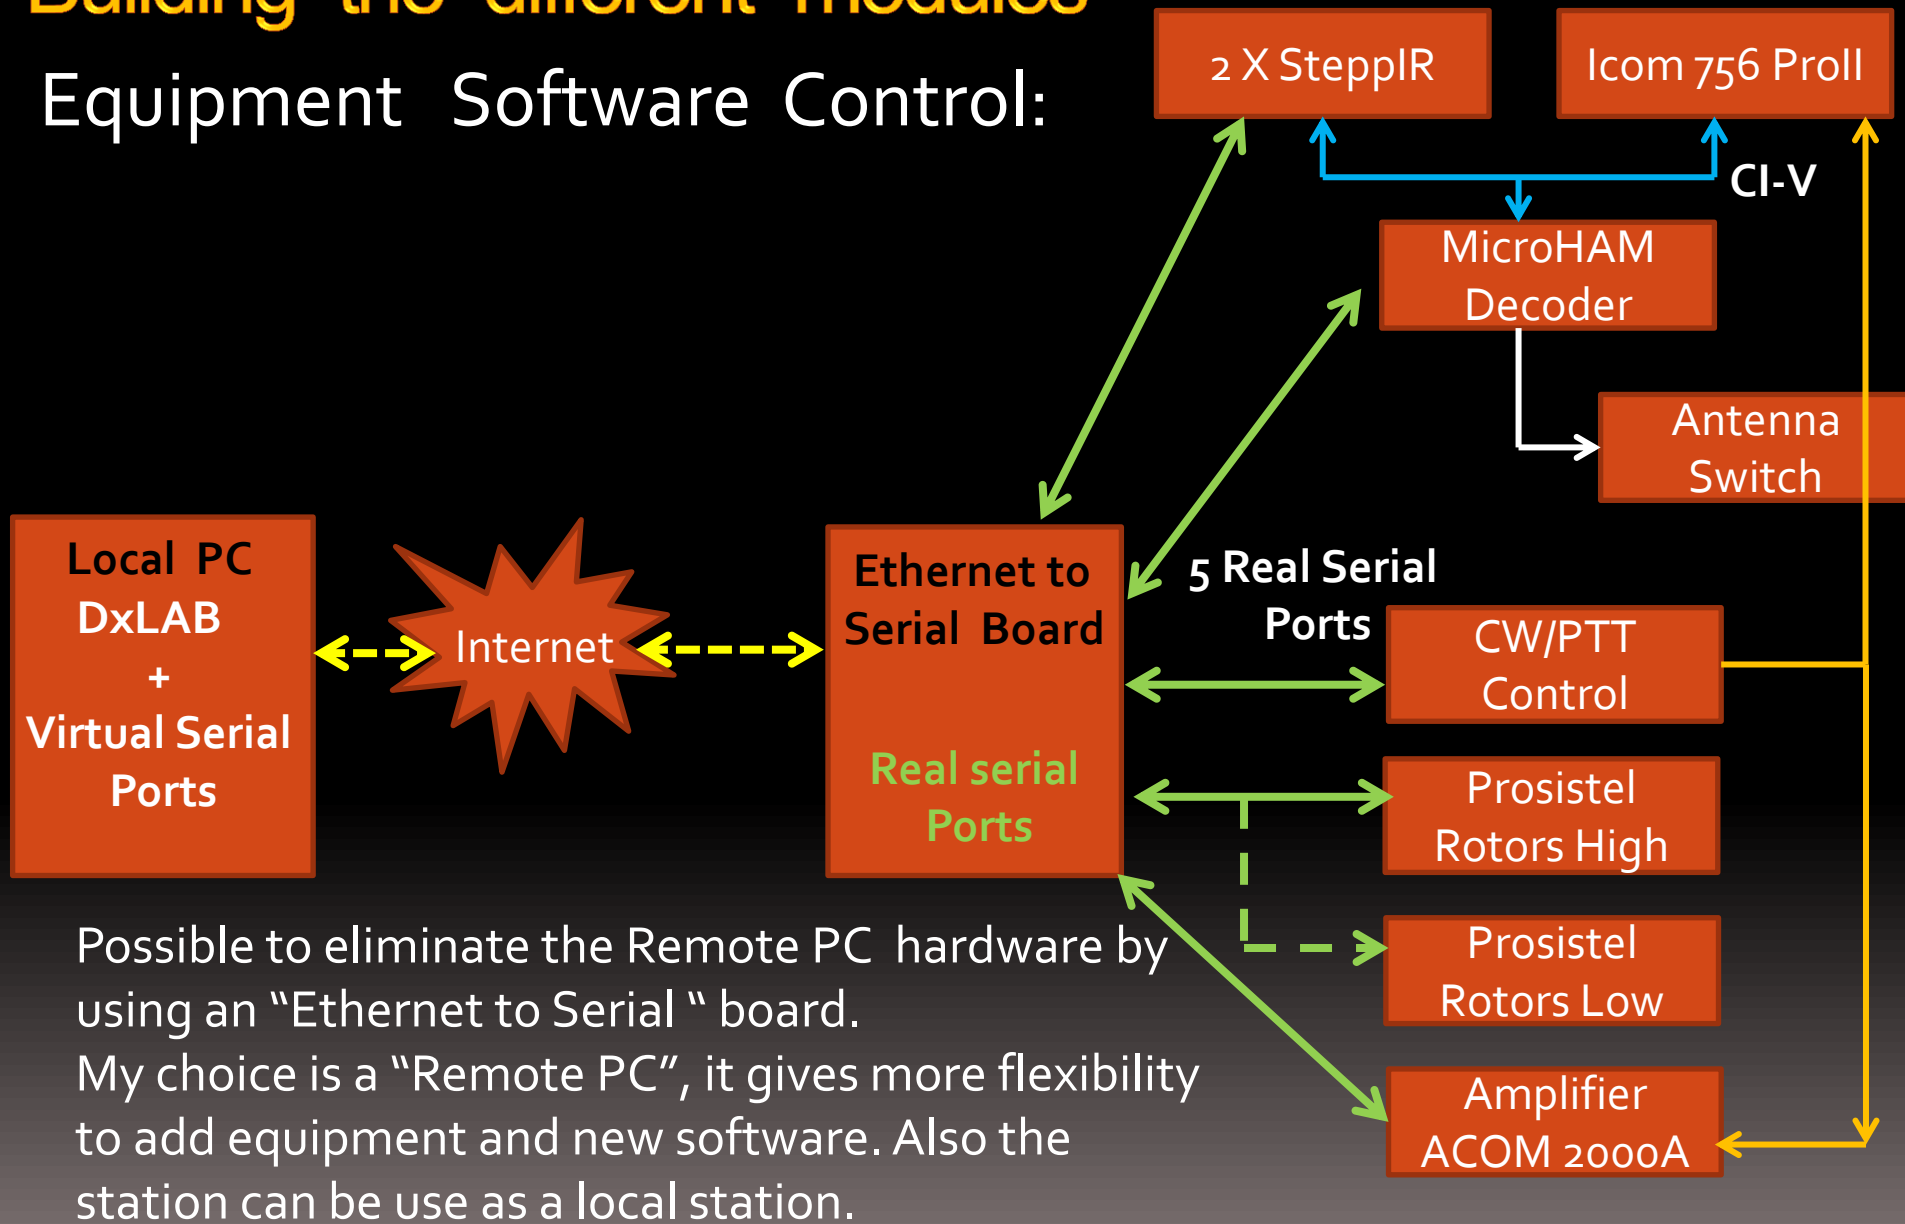 Building the different modules
Equipment Software Control:
2 X SteppIR
Icom 756 ProII
CI-V
MicroHAM
Decoder
Antenna
Switch
Local PC
DxLAB
+
Virtual Serial
Ports
Internet
Ethernet to
Serial Board
Real serial
Ports
5 Real Serial
Ports
CW/PTT
Control
Prosistel
Rotors High
Prosistel
Rotors Low
Amplifier
ACOM 2000A
Possible to eliminate the Remote PC hardware by
using an “Ethernet to Serial “ board.
My choice is a “Remote PC”, it gives more flexibility
to add equipment and new software. Also the
station can be use as a local station.